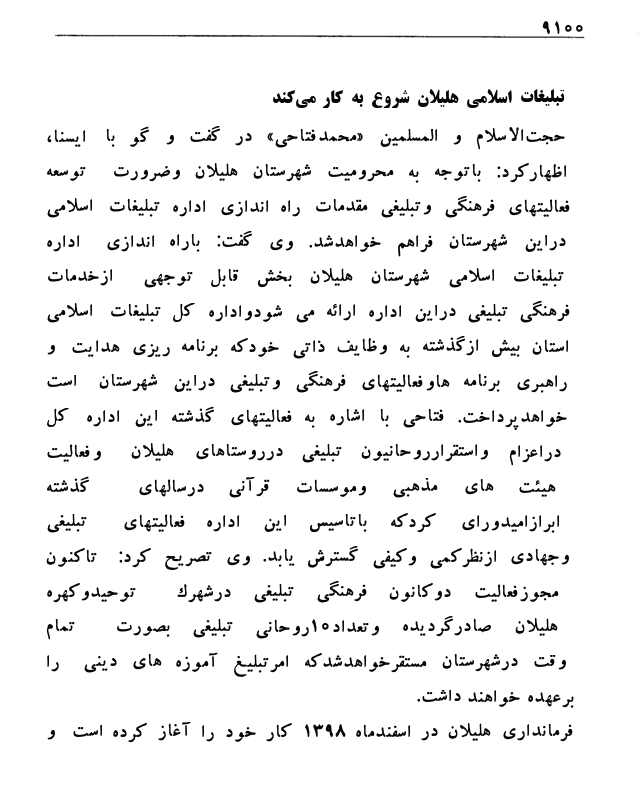 ۹۱۰۰
تبلیغات اسلامی هلیلان شروع به کار می‌کند
حجت‌الاسلام و المسلمین «محمدفتاحی» در گفت و گو با ایسنا،
اظهارکرد: باتوجه به محرومیت شهرستان هلیلان وضرورت توسعه
فعالیتهای فرهنگی وتبلیغی مقدمات راه اندازی اداره تبلیغات اسلامی
دراین شهرستان فراهم خواهدشد. وی گفت: باراه اندازی اداره
تبلیغات اسلامی شهرستان هلیلان بخش قابل توجهی ازخدمات
فرهنگی تبلیغی دراین اداره ارائه می شودواداره کل تبلیغات اسلامی
استان بیش ازگذشته به وظایف ذاتی خودکه برنامه ریزی هدایت و
راهبری برنامه هاوفعالیتهای فرهنگی وتبلیغی دراین شهرستان است
خواهدپرداخت. فتاحی با اشاره به فعالیتهای گذشته این اداره کل
دراعزام واستقرارروحانیون تبلیغی درروستاهای هلیلان وفعالیت
هیئت های مذهبی وموسسات قرآنی درسالهای گذشته
ابرازامیدورای کردکه باتاسیس این اداره فعالیتهای تبلیغی
وجهادی ازنظرکمی وکیفی گسترش یابد. وی تصریح کرد: تاکنون
مجوزفعالیت دوکانون فرهنگی تبلیغی درشهرك توحیدوکهره
هلیلان صادرگردیده وتعداد۱۰روحانی تبلیغی بصورت تمام
وقت درشهرستان مستقرخواهدشدکه امرتبلیغ آموزه های دینی را
برعهده خواهند داشت.
فرمانداری هلیلان در اسفندماه ۱۳۹۸ کار خود را آغاز کرده است و